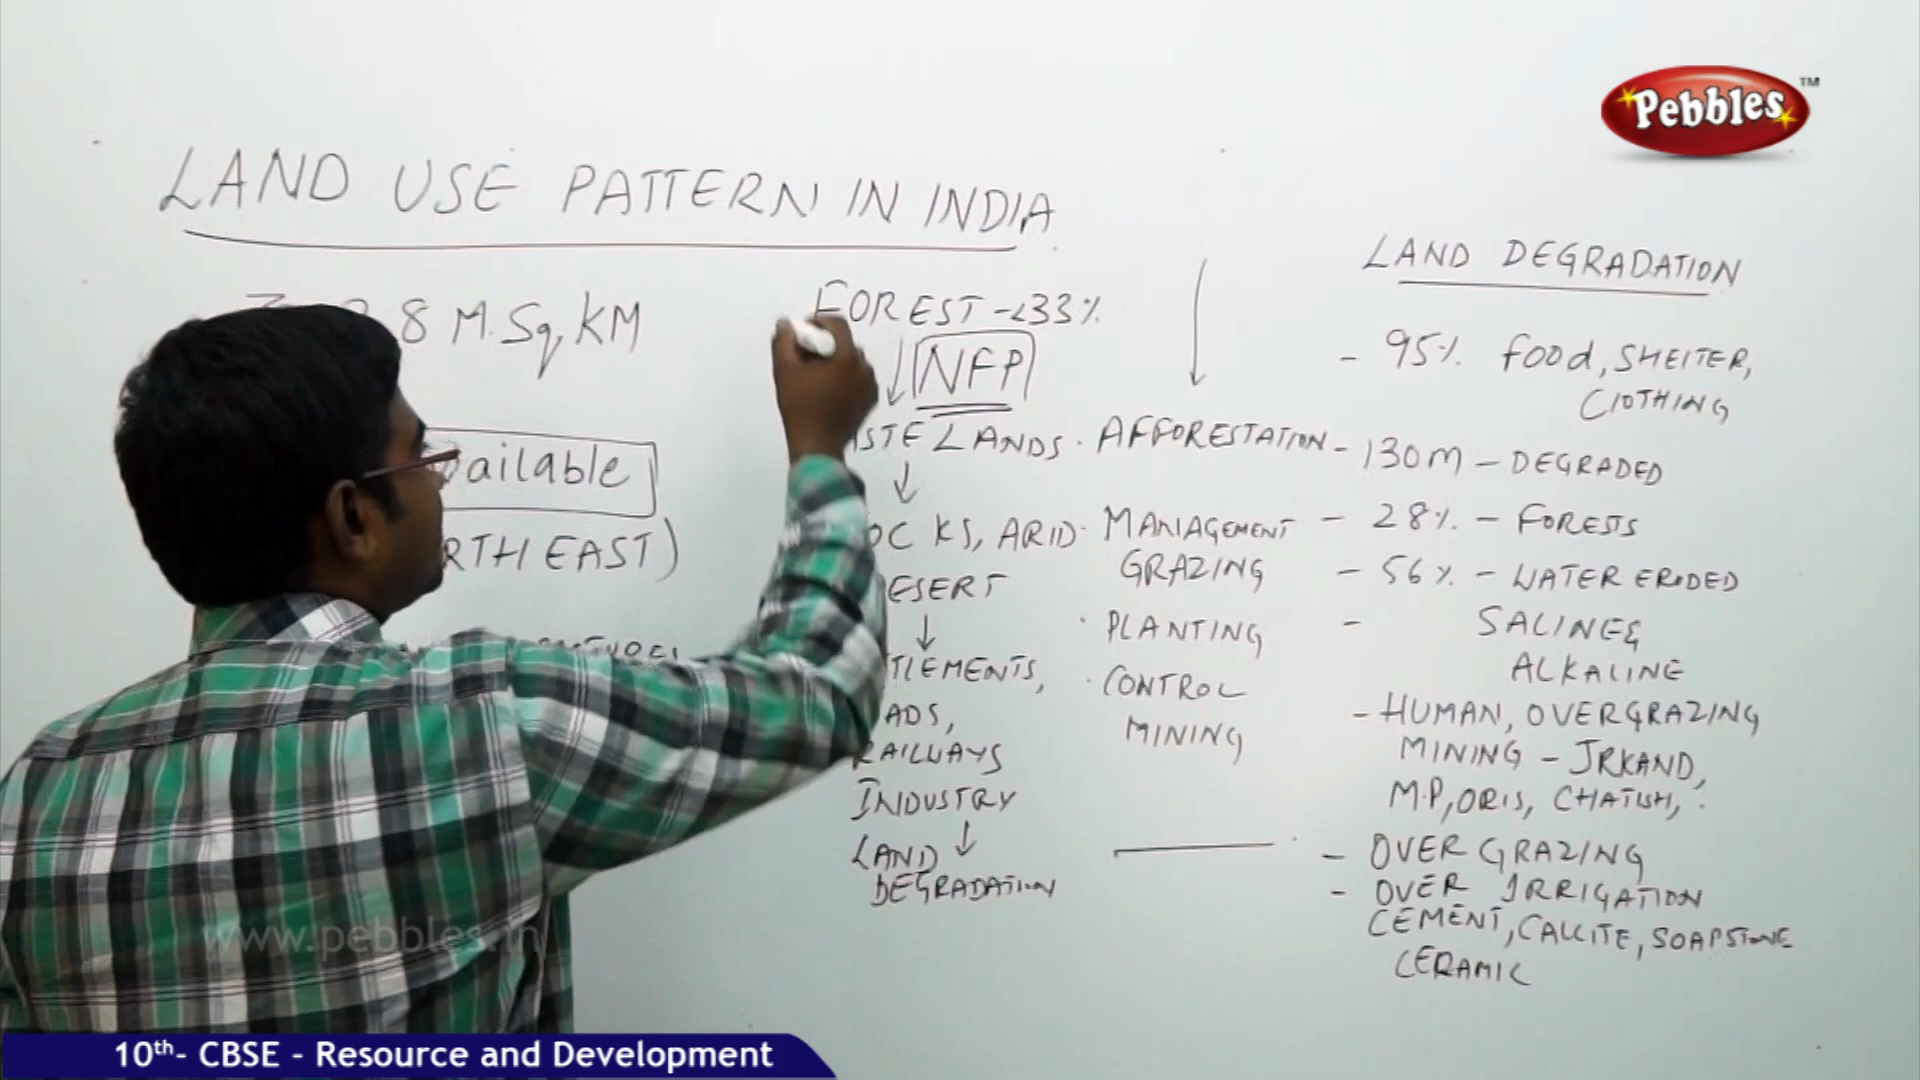 Pebbles TM
LAND USE PATTERN IN INDIA
8 M.Sq.KM
ailable
RTH EAST)
FOREST - <33%
NFP
STE LANDS
OCKS, ARID
ESERT
TLEMENTS,
ADS,
RAILWAYS
INDUSTRY
LAND
DEGRADATION
. AFFORESTATION
. MANAGEMENT
GRAZING
. PLANTING
. CONTROL
MINING
LAND DEGRADATION
- 95% food, SHELTER,
CLOTHING
- 130M - DEGRADED
- 28% - FORESTS
- 56% - WATER ERODED
- SALINE &
ALKALINE
- HUMAN, OVERGRAZING
MINING - JRKAND,
M.P, ORIS, CHATISH,
- OVER GRAZING
- OVER IRRIGATION
CEMENT, CALCITE, SOAPSTONE
CERAMIC
www.pebbles.in
10th- CBSE - Resource and Development